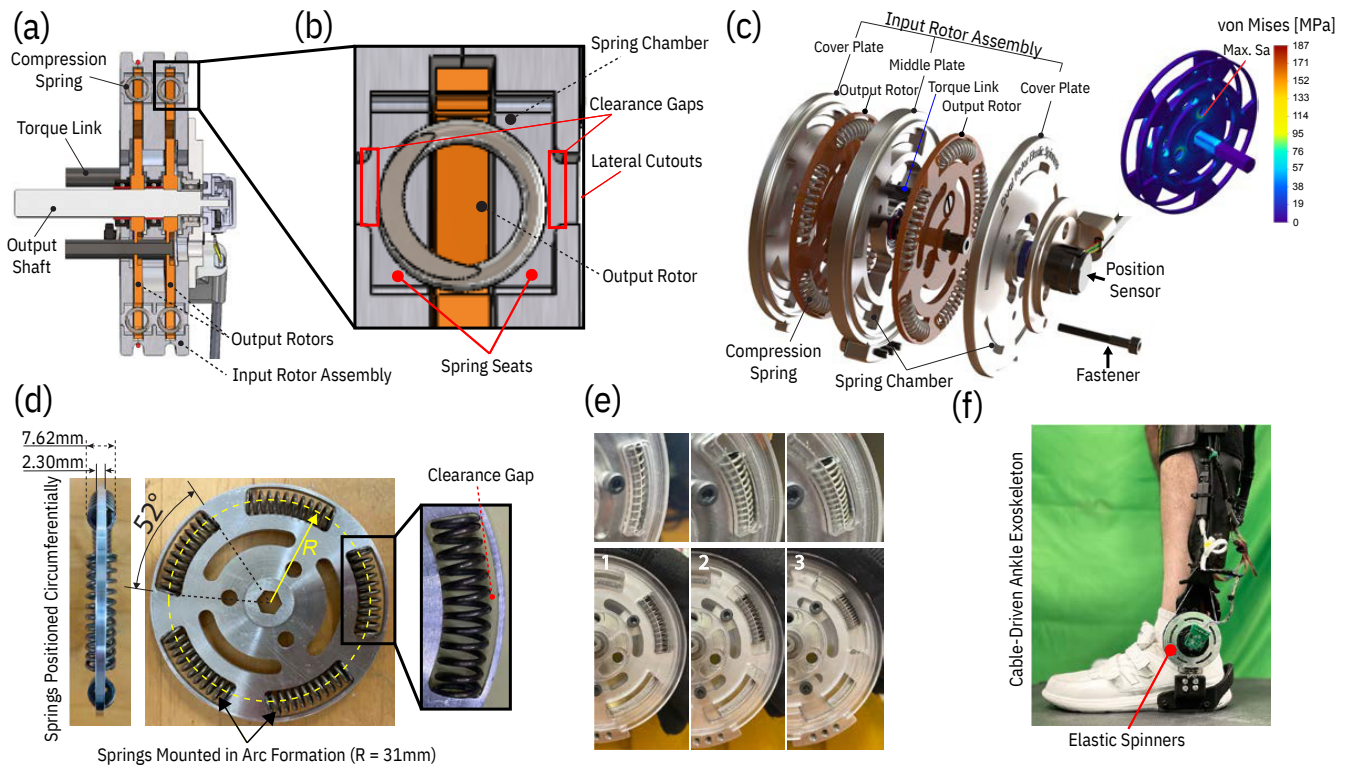 (a)
Compression
Spring
Torque Link
Output
Shaft
Output Rotors
Input Rotor Assembly
(b)
Spring Chamber
Clearance Gaps
Lateral Cutouts
Output Rotor
Spring Seats
(c)
Input Rotor Assembly
Cover Plate
Middle Plate
Output Rotor
Torque Link
Output Rotor
Cover Plate
Compression
Spring
Spring Chamber
Position
Sensor
Fastener
von Mises [MPa]
Max. Sa
187
171
153
133
114
95
76
57
38
19
0
(d)
7.62mm
2.30mm
Springs Positioned Circumferentially
52°
R
Clearance Gap
Springs Mounted in Arc Formation (R = 31mm)
(e)
1
2
3
(f)
Cable-Driven Ankle Exoskeleton
Elastic Spinners